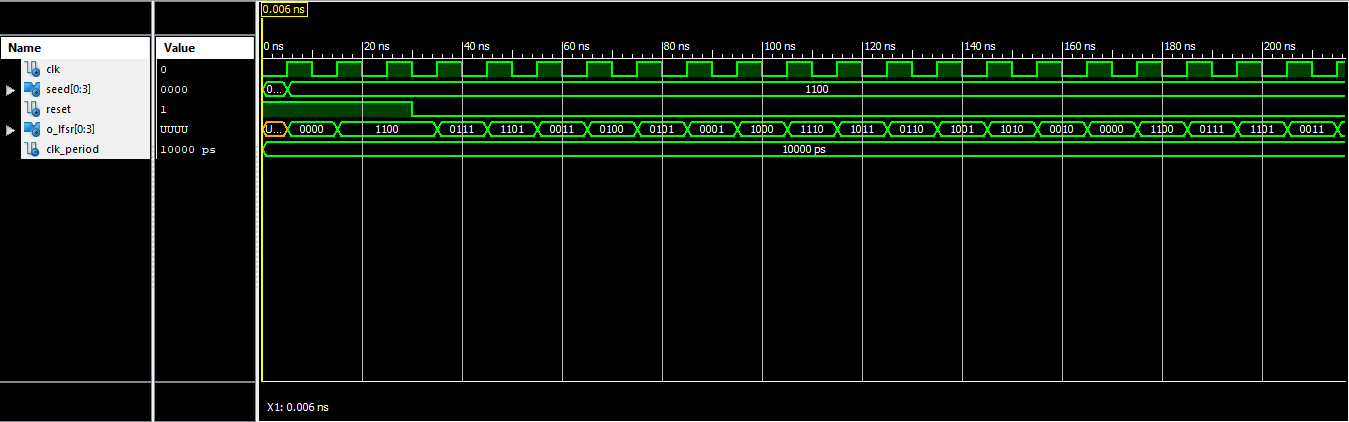 0.006 ns
Name Value
0 ns 20 ns 40 ns 60 ns 80 ns 100 ns 120 ns 140 ns 160 ns 180 ns 200 ns
clk 0
seed[0:3] 0000 0... 1100
reset 1
o_lfsr[0:3] UUUU U... 0000 1100 0111 1101 0011 0100 0101 0001 1000 1110 1011 0110 1001 1010 0010 0000 1100 0111 1101 0011
clk_period 10000 ps 10000 ps
X1: 0.006 ns